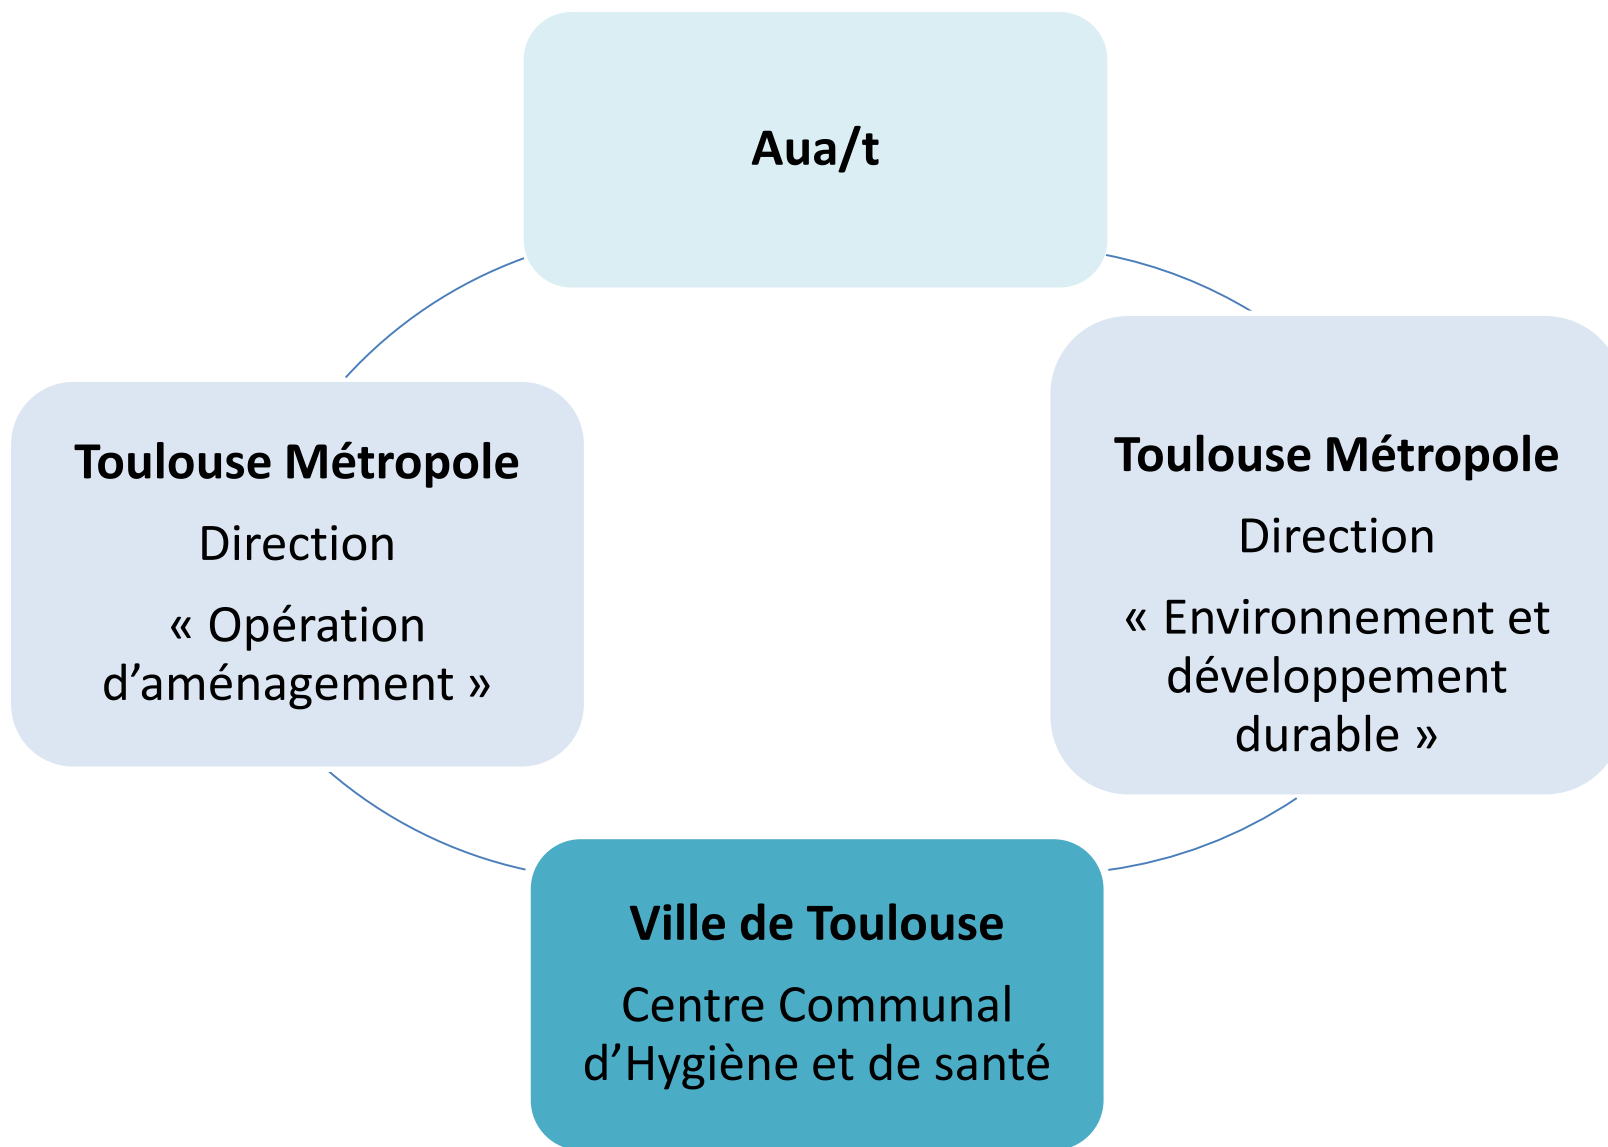 Aua/t
Toulouse Métropole
Direction
« Opération
d’aménagement »
Toulouse Métropole
Direction
« Environnement et
développement
durable »
Ville de Toulouse
Centre Communal
d’Hygiène et de santé